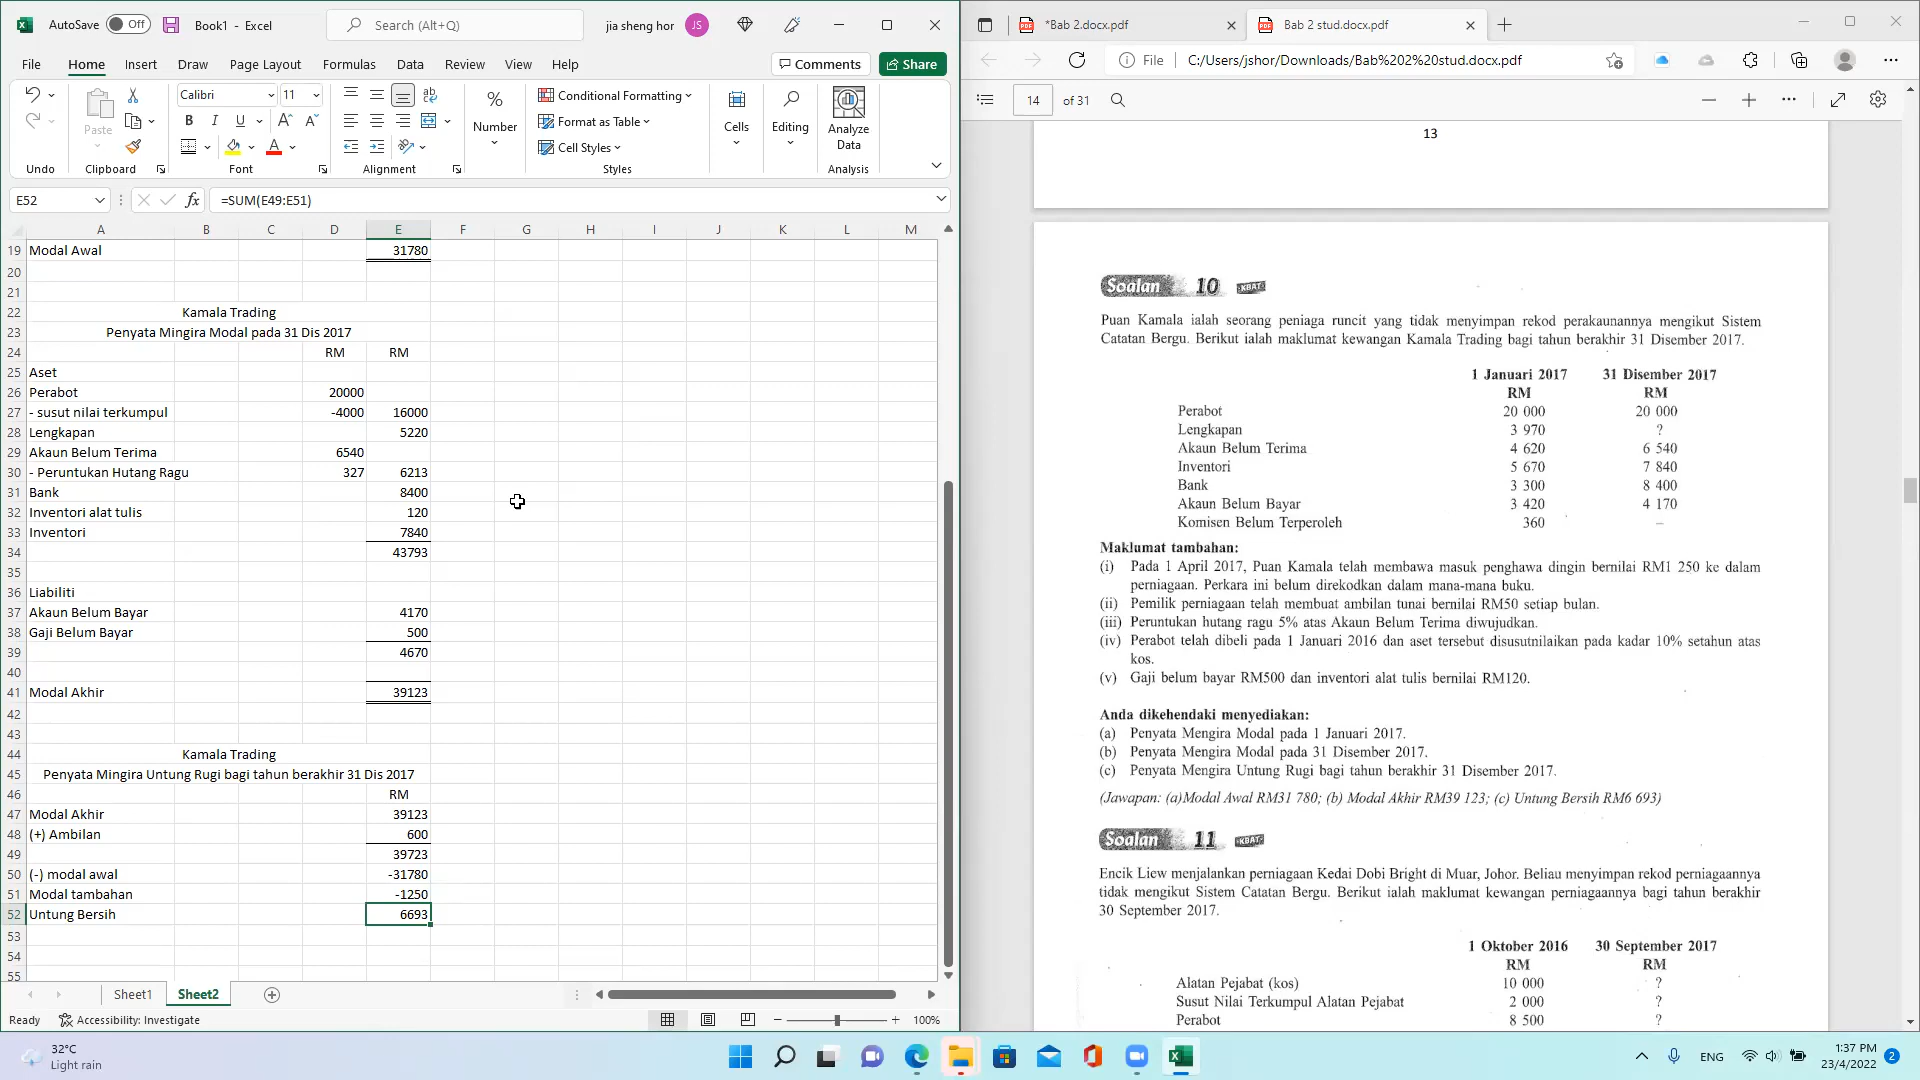 AutoSave Off Book1 - Excel Search (Alt+Q) jia sheng hor JS
File Home Insert Draw Page Layout Formulas Data Review View Help Comments Share
Calibri 11 Conditional Formatting
Paste B I U Number Format as Table Cells Editing Analyze Data
Cell Styles
Undo Clipboard Font Alignment Styles Analysis
E52 fx =SUM(E49:E51)
A B C D E F G H I J K L M
19 Modal Awal 31780
20
21
22 Kamala Trading
23 Penyata Mingira Modal pada 31 Dis 2017
24 RM RM
25 Aset
26 Perabot 20000
27 - susut nilai terkumpul -4000 16000
28 Lengkapan 5220
29 Akaun Belum Terima 6540
30 - Peruntukan Hutang Ragu 327 6213
31 Bank 8400
32 Inventori alat tulis 120
33 Inventori 7840
34 43793
35
36 Liabiliti
37 Akaun Belum Bayar 4170
38 Gaji Belum Bayar 500
39 4670
40
41 Modal Akhir 39123
42
43
44 Kamala Trading
45 Penyata Mingira Untung Rugi bagi tahun berakhir 31 Dis 2017
46 RM
47 Modal Akhir 39123
48 (+) Ambilan 600
49 39723
50 (-) modal awal -31780
51 Modal tambahan -1250
52 Untung Bersih 6693
53
54
55
Sheet1 Sheet2
Ready Accessibility: Investigate 100%
*Bab 2.docx.pdf Bab 2 stud.docx.pdf
File C:/Users/jshor/Downloads/Bab%202%20stud.docx.pdf
14 of 31
13
Soalan 10 KBAT
Puan Kamala ialah seorang peniaga runcit yang tidak menyimpan rekod perakaunannya mengikut Sistem
Catatan Bergu. Berikut ialah maklumat kewangan Kamala Trading bagi tahun berakhir 31 Disember 2017.
1 Januari 2017 31 Disember 2017
RM RM
Perabot 20 000 20 000
Lengkapan 3 970 ?
Akaun Belum Terima 4 620 6 540
Inventori 5 670 7 840
Bank 3 300 8 400
Akaun Belum Bayar 3 420 4 170
Komisen Belum Terperoleh 360 –
Maklumat tambahan:
(i) Pada 1 April 2017, Puan Kamala telah membawa masuk penghawa dingin bernilai RM1 250 ke dalam
perniagaan. Perkara ini belum direkodkan dalam mana-mana buku.
(ii) Pemilik perniagaan telah membuat ambilan tunai bernilai RM50 setiap bulan.
(iii) Peruntukan hutang ragu 5% atas Akaun Belum Terima diwujudkan.
(iv) Perabot telah dibeli pada 1 Januari 2016 dan aset tersebut disusutnilaikan pada kadar 10% setahun atas
kos.
(v) Gaji belum bayar RM500 dan inventori alat tulis bernilai RM120.
Anda dikehendaki menyediakan:
(a) Penyata Mengira Modal pada 1 Januari 2017.
(b) Penyata Mengira Modal pada 31 Disember 2017.
(c) Penyata Mengira Untung Rugi bagi tahun berakhir 31 Disember 2017.
(Jawapan: (a)Modal Awal RM31 780; (b) Modal Akhir RM39 123; (c) Untung Bersih RM6 693)
Soalan 11 KBAT
Encik Liew menjalankan perniagaan Kedai Dobi Bright di Muar, Johor. Beliau menyimpan rekod perniagaannya
tidak mengikut Sistem Catatan Bergu. Berikut ialah maklumat kewangan perniagaannya bagi tahun berakhir
30 September 2017.
1 Oktober 2016 30 September 2017
RM RM
Alatan Pejabat (kos) 10 000 ?
Susut Nilai Terkumpul Alatan Pejabat 2 000 ?
Perabot 8 500 ?
32°C
Light rain
ENG 1:37 PM
23/4/2022 2